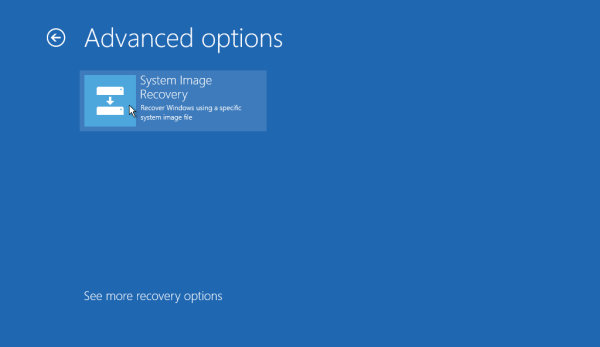 Advanced options
System Image
Recovery
Recover Windows using a specific
system image file
See more recovery options